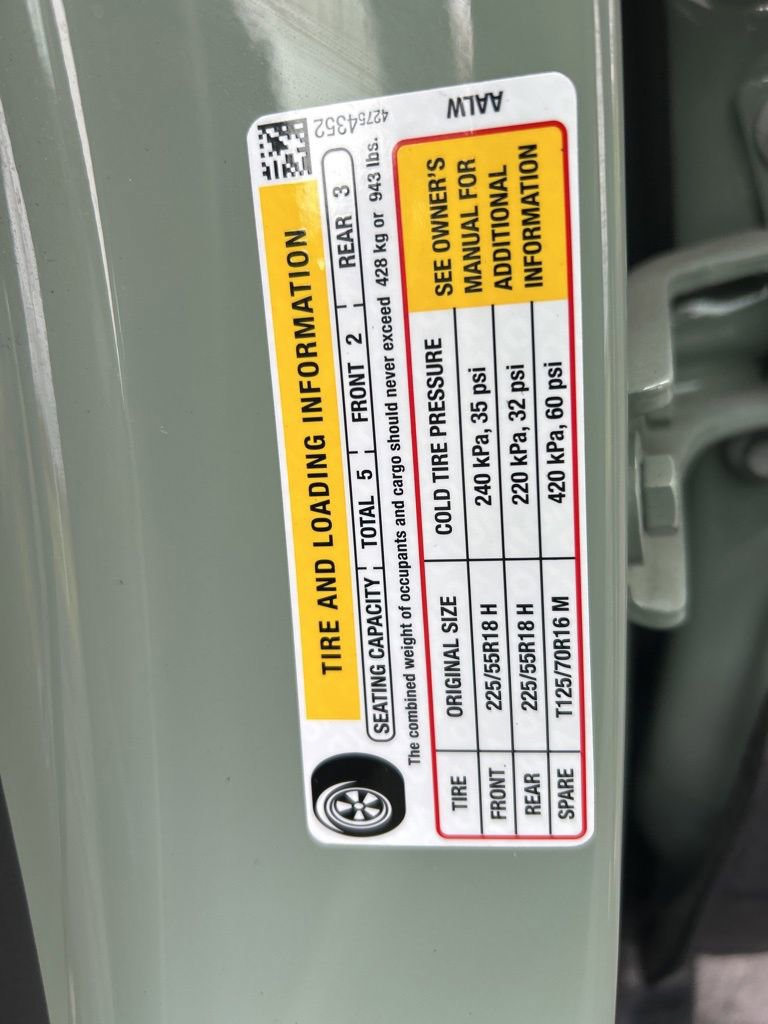 42754352
AALW
TIRE AND LOADING INFORMATION
SEATING CAPACITY TOTAL 5 FRONT 2 REAR 3
The combined weight of occupants and cargo should never exceed 428 kg or 943 lbs.
TIRE ORIGINAL SIZE COLD TIRE PRESSURE
FRONT 225/55R18 H 240 kPa, 35 psi
REAR 225/55R18 H 220 kPa, 32 psi
SPARE T125/70R16 M 420 kPa, 60 psi
SEE OWNER'S
MANUAL FOR
ADDITIONAL
INFORMATION